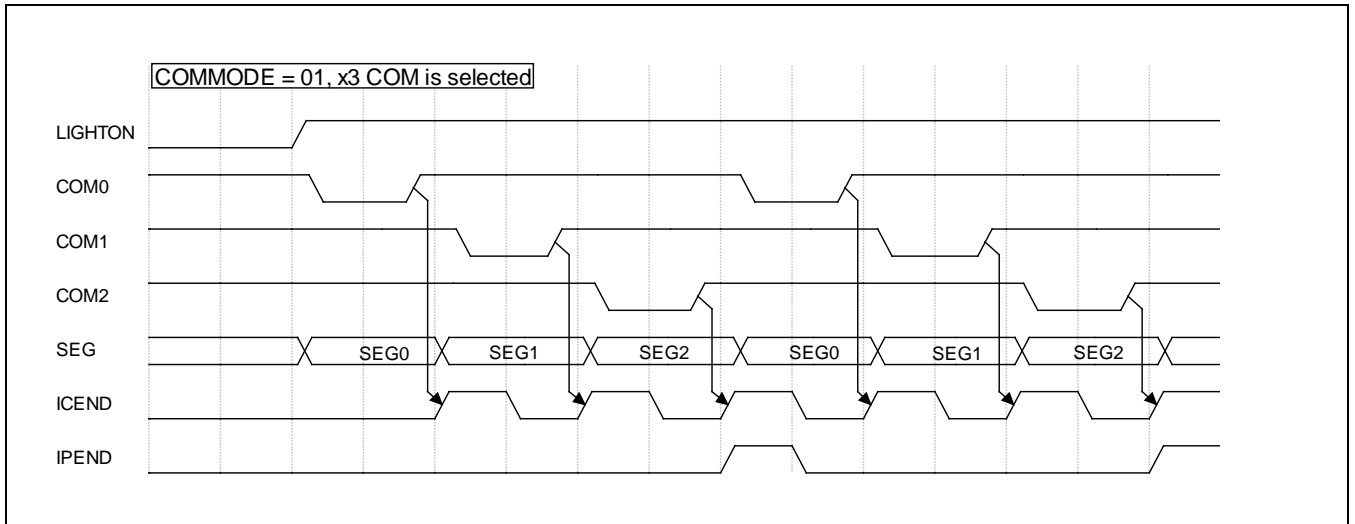 COMMODE = 01, x3 COM is selected
LIGHTON
COM0
COM1
COM2
SEG SEG0 SEG1 SEG2 SEG0 SEG1 SEG2
ICEND
IPEND